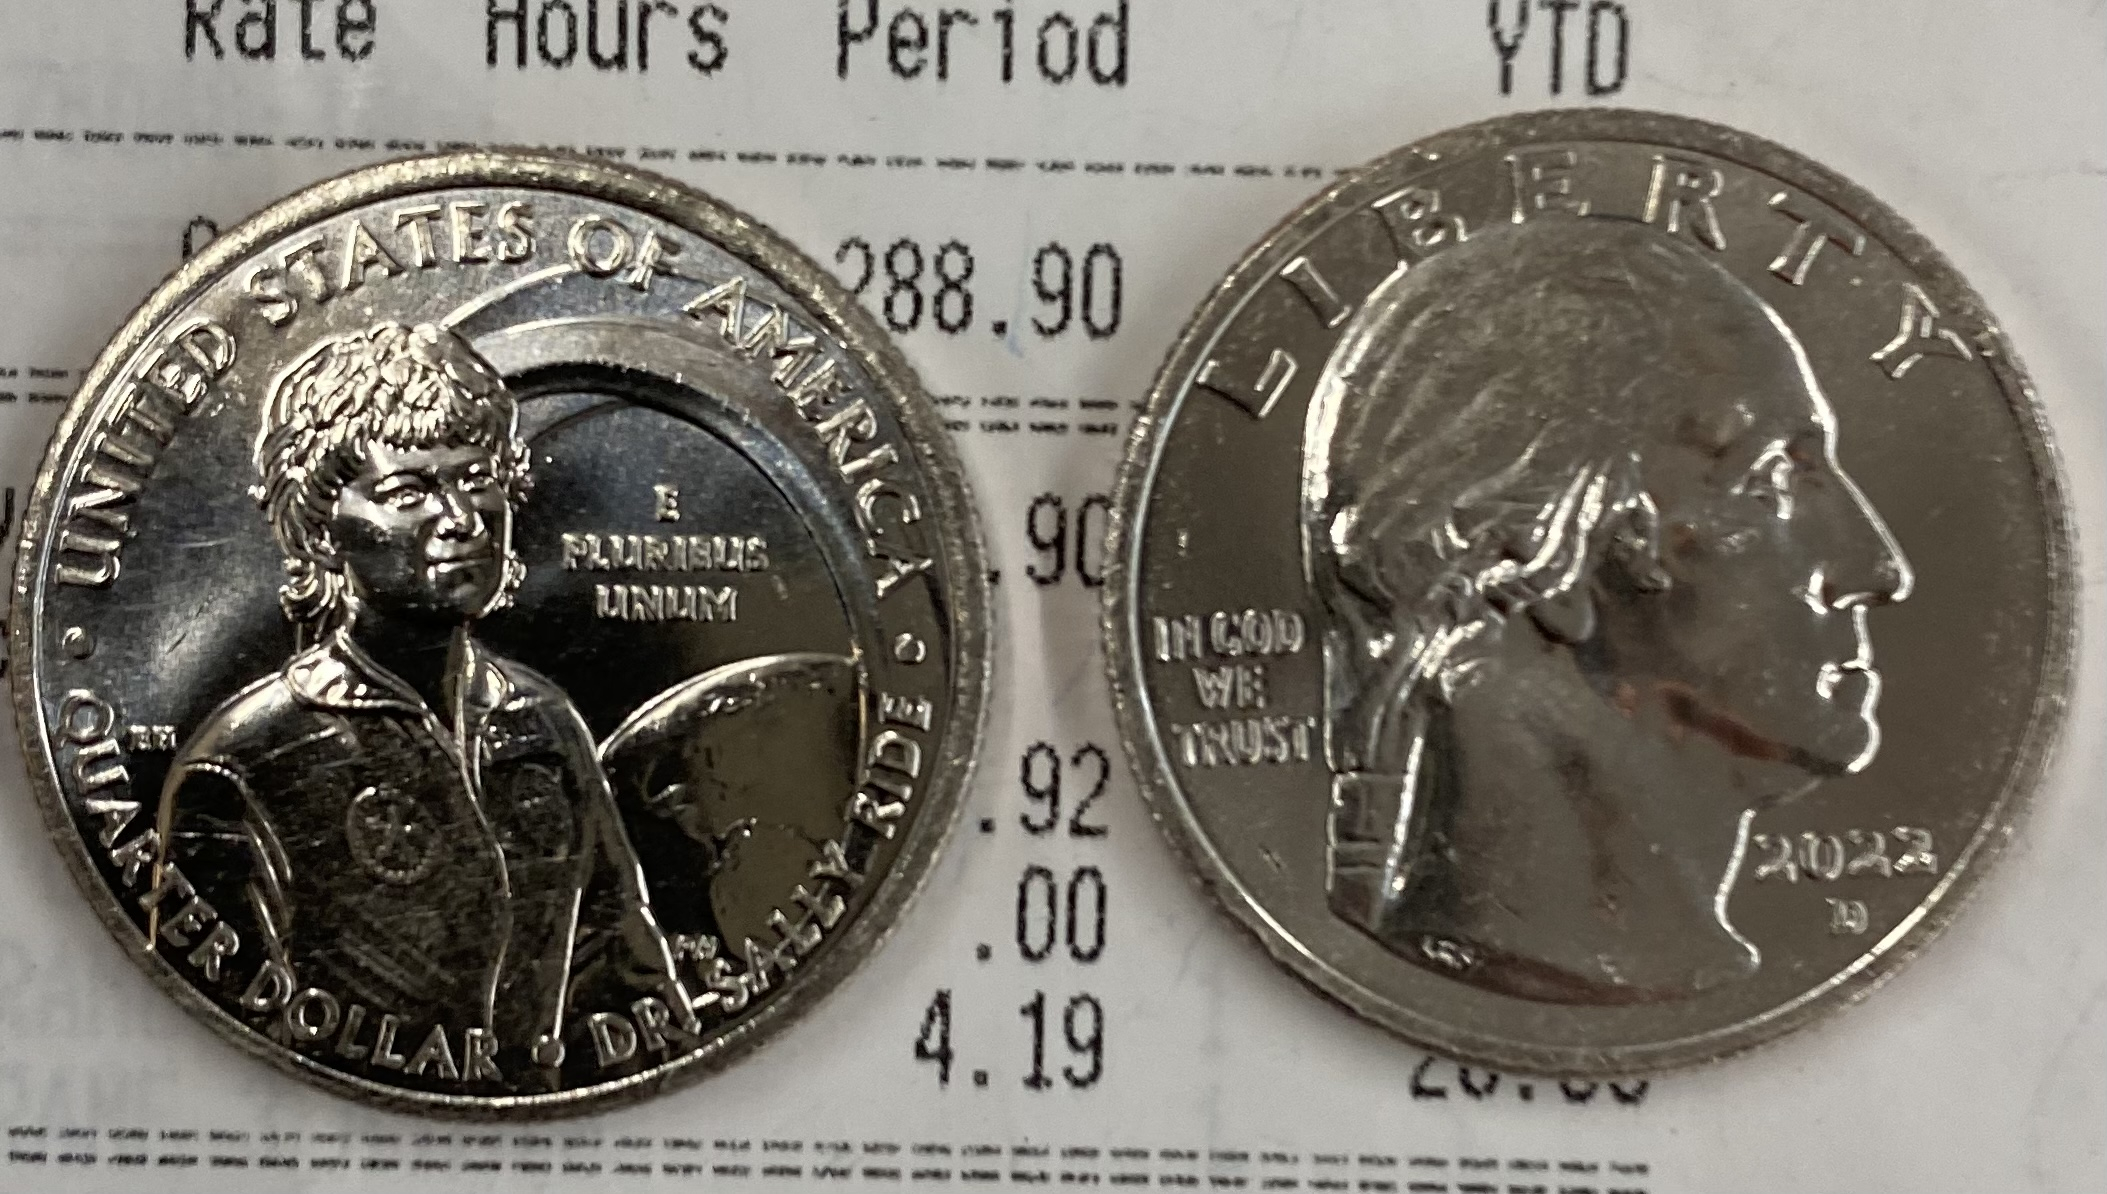 Rate Hours Period YTD
288.90
.90
.92
.00
4.19
UNITED STATES OF AMERICA
E
PLURIBUS
UNUM
QUARTER DOLLAR • DR. SALLY RIDE
LIBERTY
IN GOD
WE
TRUST
2022
D